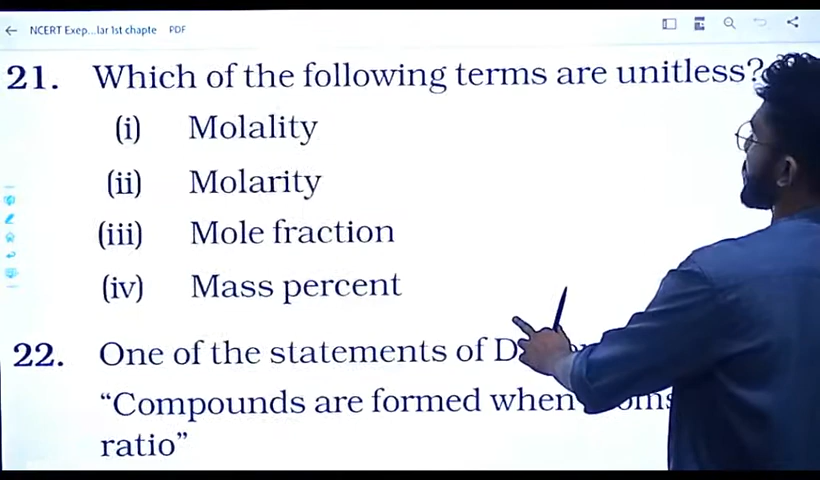 NCERT Exep...lar 1st chapte PDF
21. Which of the following terms are unitless?
(i) Molality
(ii) Molarity
(iii) Mole fraction
(iv) Mass percent
22. One of the statements of
“Compounds are formed when
ratio”